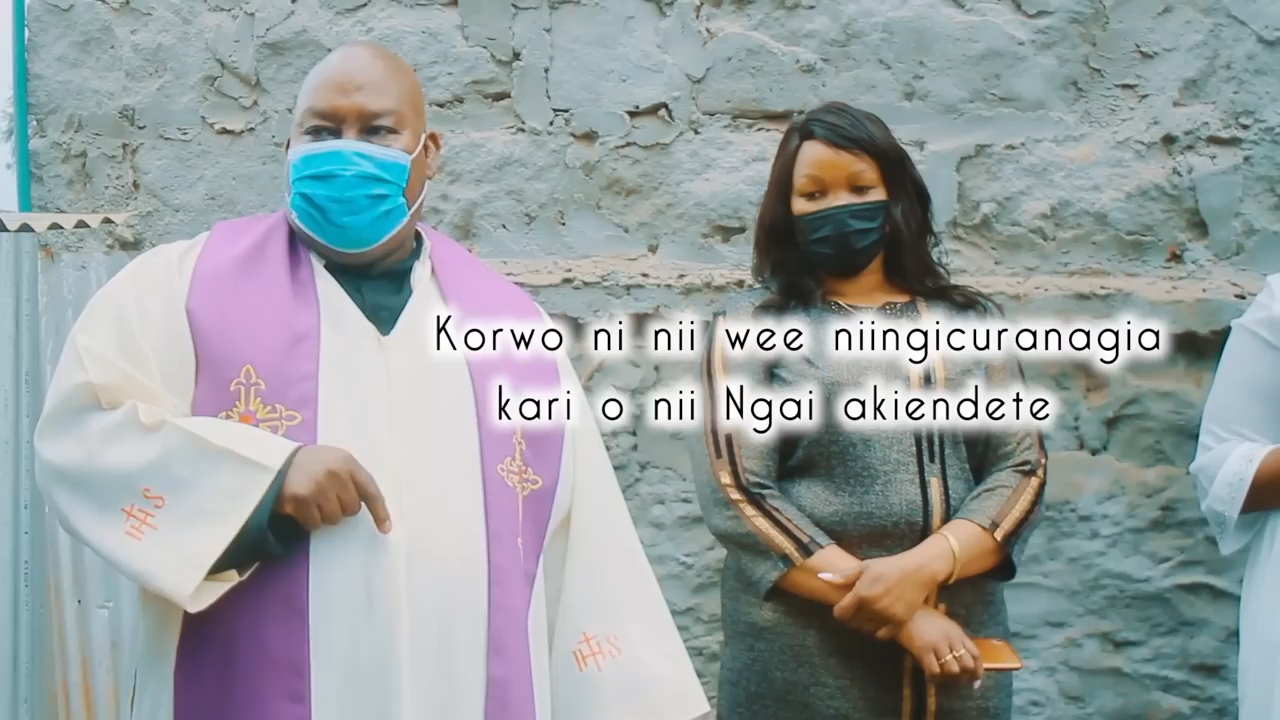 Korwo ni nii wee niingicuranagia
kari o nii Ngai akiendete
IHS
IHS